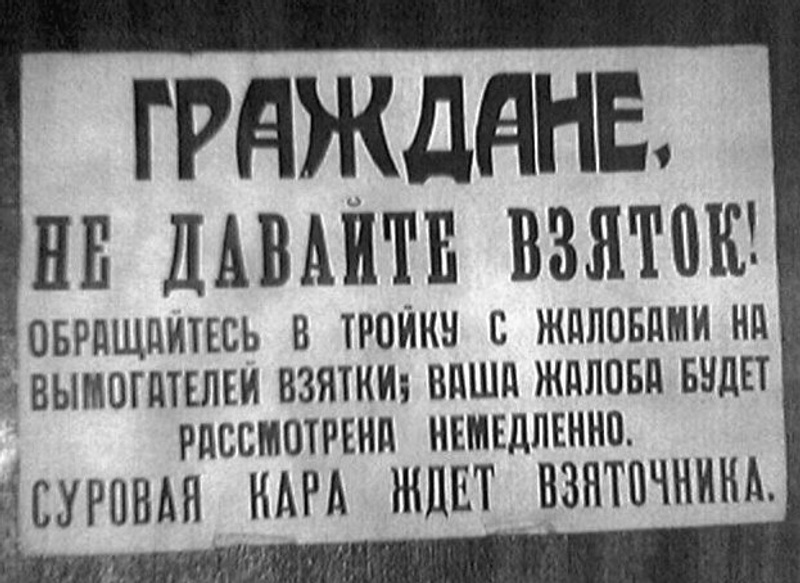 ГРАЖДАНЕ,
НЕ ДАВАЙТЕ ВЗЯТОК!
ОБРАЩАЙТЕСЬ В ТРОЙКУ С ЖАЛОБАМИ НА
ВЫМОГАТЕЛЕЙ ВЗЯТКИ; ВАША ЖАЛОБА БУДЕТ
РАССМОТРЕНА НЕМЕДЛЕННО.
СУРОВАЯ КАРА ЖДЕТ ВЗЯТОЧНИКА.